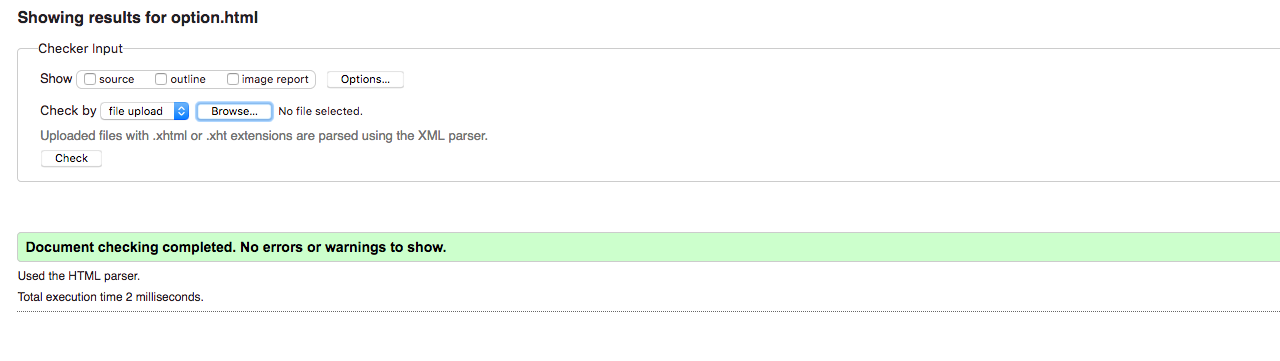 Showing results for option.html
Checker Input
Show source outline image report Options...
Check by file upload Browse... No file selected.
Uploaded files with .xhtml or .xht extensions are parsed using the XML parser.
Check
Document checking completed. No errors or warnings to show.
Used the HTML parser.
Total execution time 2 milliseconds.